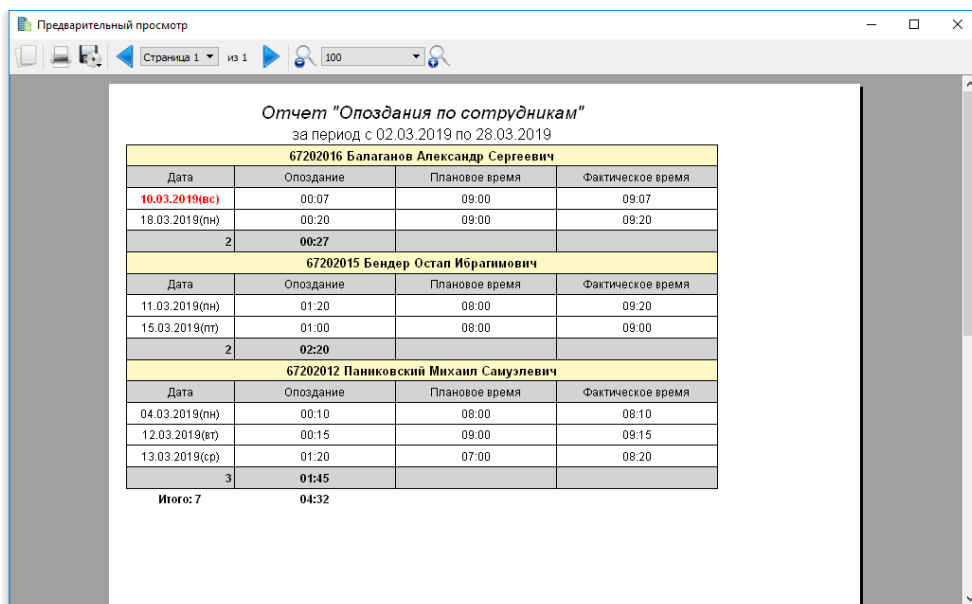 Предварительный просмотр
Страница 1 из 1 100
Отчет "Опоздания по сотрудникам"
за период с 02.03.2019 по 28.03.2019
67202016 Балаганов Александр Сергеевич
Дата Опоздание Плановое время Фактическое время
10.03.2019(вс) 00:07 09:00 09:07
18.03.2019(пн) 00:20 09:00 09:20
2 00:27
67202015 Бендер Остап Ибрагимович
Дата Опоздание Плановое время Фактическое время
11.03.2019(пн) 01:20 08:00 09:20
15.03.2019(пт) 01:00 08:00 09:00
2 02:20
67202012 Паниковский Михаил Самуэлевич
Дата Опоздание Плановое время Фактическое время
04.03.2019(пн) 00:10 08:00 08:10
12.03.2019(вт) 00:15 09:00 09:15
13.03.2019(ср) 01:20 07:00 08:20
3 01:45
Итого: 7 04:32